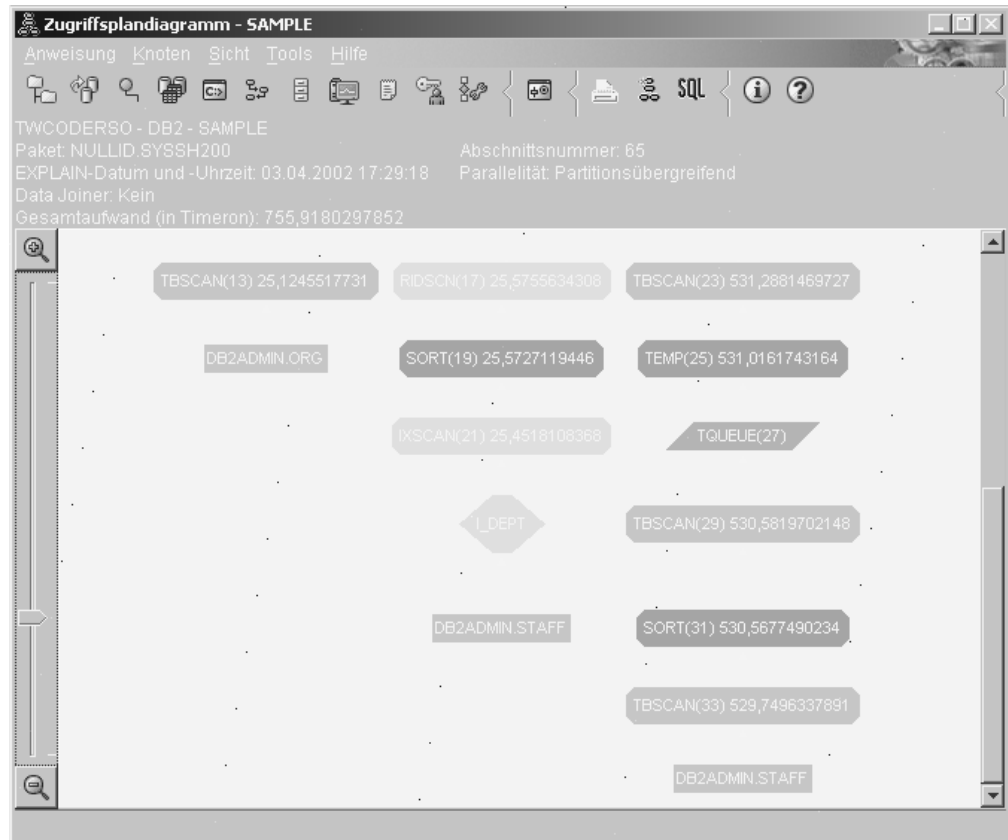 Zugriffsplandiagramm - SAMPLE
Anweisung Knoten Sicht Tools Hilfe
C:> SQL
TWCODERSO - DB2 - SAMPLE
Paket: NULLID.SYSSH200 Abschnittsnummer: 65
EXPLAIN-Datum und -Uhrzeit: 03.04.2002 17:29:18 Parallelität: Partitionsübergreifend
Data Joiner: Kein
Gesamtaufwand (in Timeron): 755,9180297852
TBSCAN(13) 25,1245517731 RIDSCN(17) 25,5755634308 TBSCAN(23) 531,2881469727
DB2ADMIN.ORG SORT(19) 25,5727119446 TEMP(25) 531,0161743164
IXSCAN(21) 25,4518108368 TQUEUE(27)
I_DEPT TBSCAN(29) 530,5819702148
DB2ADMIN.STAFF SORT(31) 530,5677490234
TBSCAN(33) 529,7496337891
DB2ADMIN.STAFF